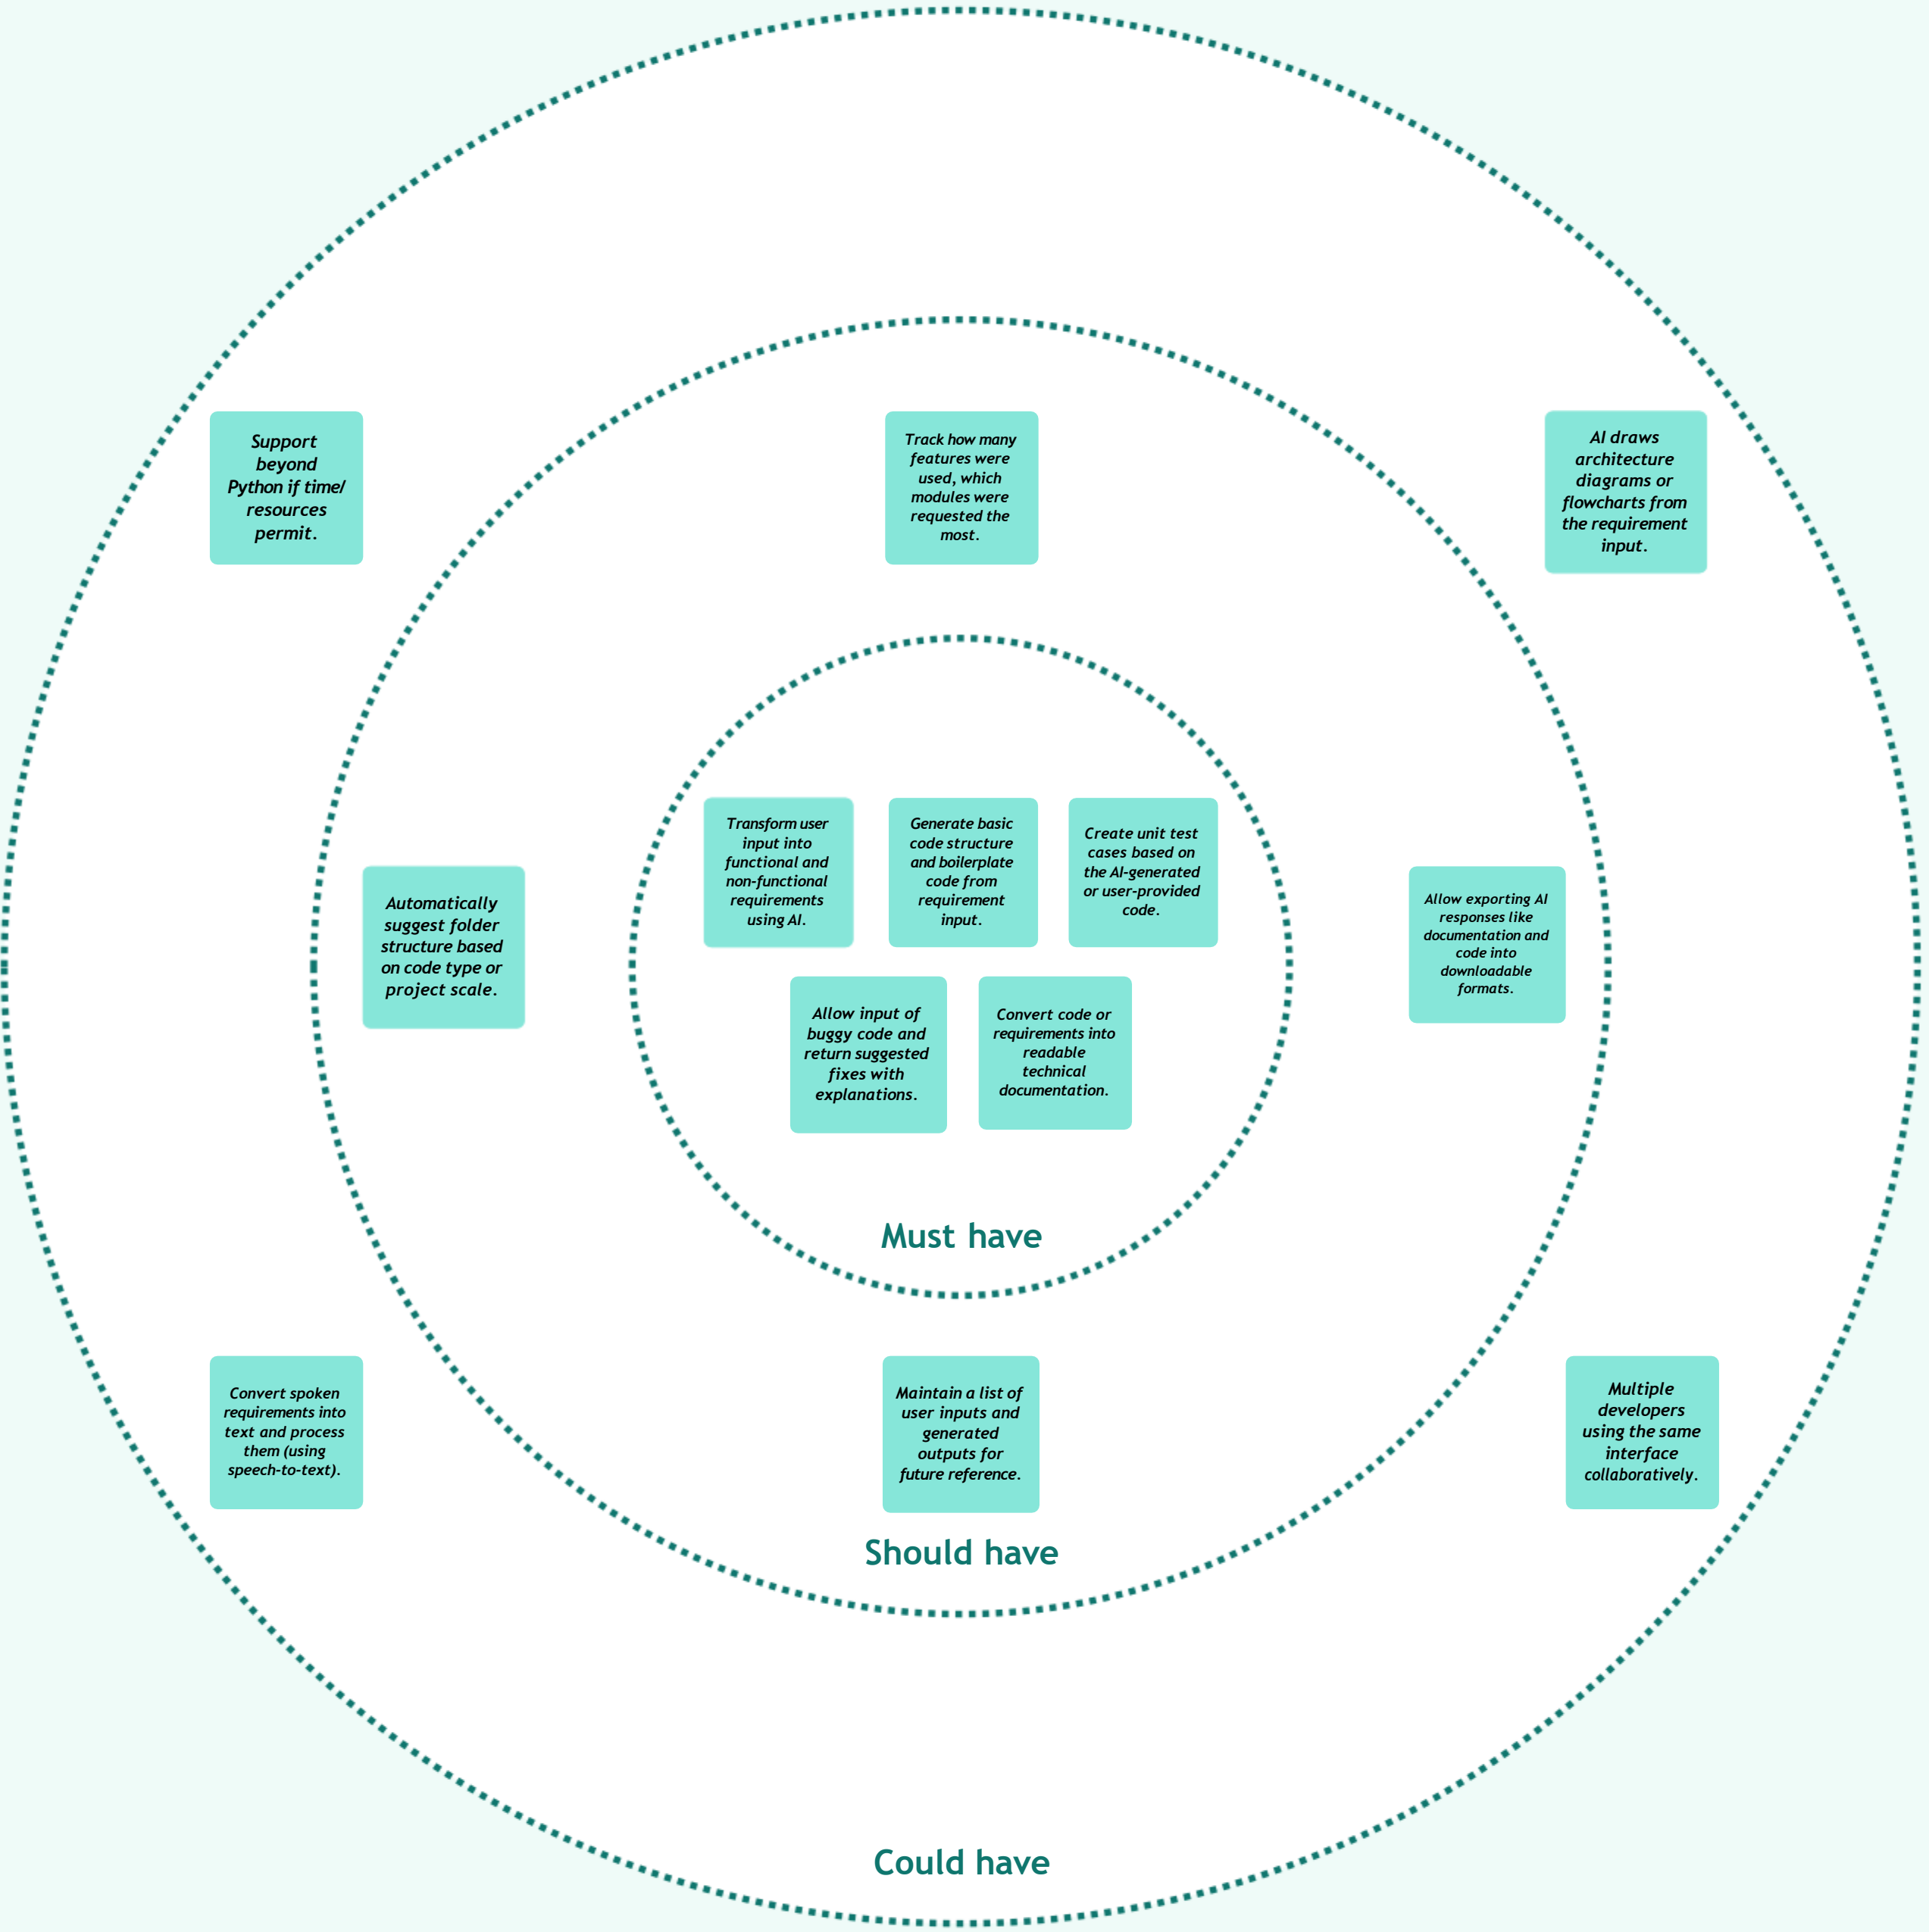 Support
beyond
Python if time/
resources
permit.
Track how many
features were
used, which
modules were
requested the
most.
AI draws
architecture
diagrams or
flowcharts from
the requirement
input.
Transform user
input into
functional and
non-functional
requirements
using AI.
Generate basic
code structure
and boilerplate
code from
requirement
input.
Create unit test
cases based on
the AI-generated
or user-provided
code.
Automatically
suggest folder
structure based
on code type or
project scale.
Allow exporting AI
responses like
documentation and
code into
downloadable
formats.
Allow input of
buggy code and
return suggested
fixes with
explanations.
Convert code or
requirements into
readable
technical
documentation.
Must have
Convert spoken
requirements into
text and process
them (using
speech-to-text).
Maintain a list of
user inputs and
generated
outputs for
future reference.
Multiple
developers
using the same
interface
collaboratively.
Should have
Could have